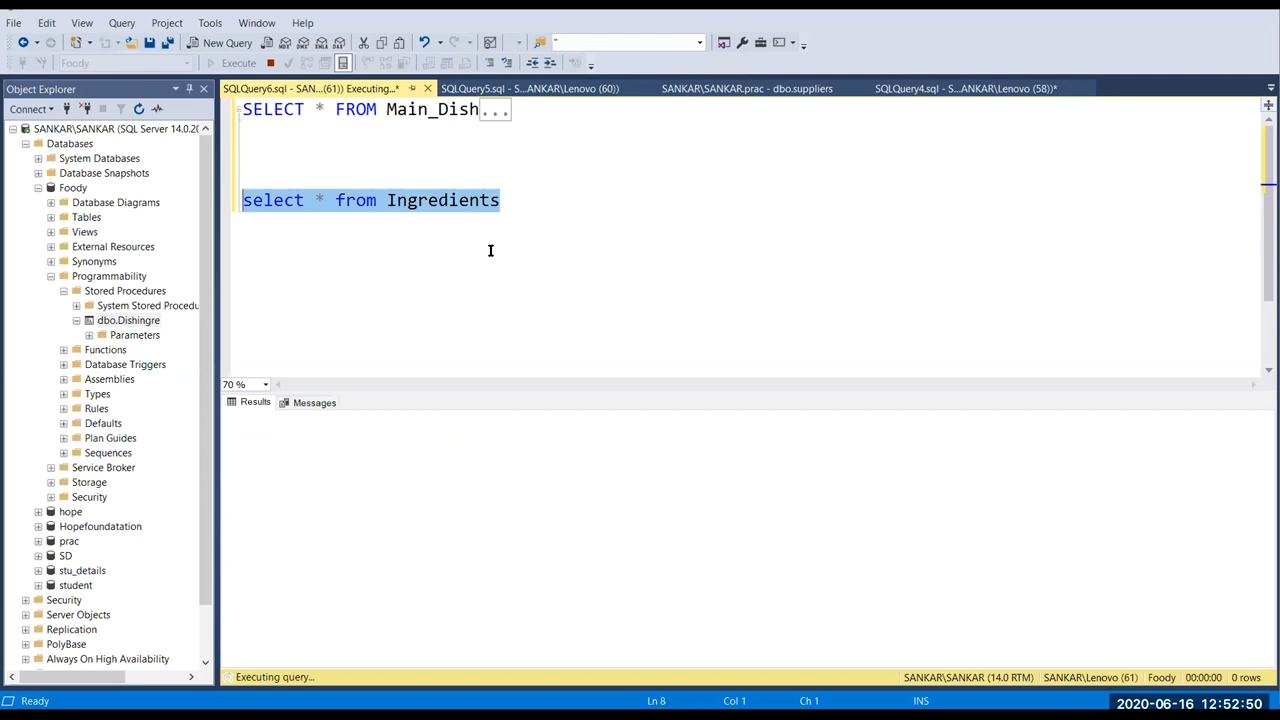 File Edit View Query Project Tools Window Help
New Query MDX DMX XMLA DAX "
Foody Execute
Object Explorer
Connect
SANKAR\SANKAR (SQL Server 14.0.20
Databases
System Databases
Database Snapshots
Foody
Database Diagrams
Tables
Views
External Resources
Synonyms
Programmability
Stored Procedures
System Stored Procedu
dbo.Dishingre
Parameters
Functions
Database Triggers
Assemblies
Types
Rules
Defaults
Plan Guides
Sequences
Service Broker
Storage
Security
hope
Hopefoundatation
prac
SD
stu_details
student
Security
Server Objects
Replication
PolyBase
Always On High Availability
SQLQuery6.sql - SAN...(61)) Executing...* SQLQuery5.sql - S...ANKAR\Lenovo (60)) SANKAR\SANKAR.prac - dbo.suppliers SQLQuery4.sql - S...ANKAR\Lenovo (58))*
SELECT * FROM Main_Dish...
select * from Ingredients
70 %
Results Messages
Executing query... SANKAR\SANKAR (14.0 RTM) SANKAR\Lenovo (61) Foody 00:00:00 0 rows
Ready Ln 8 Col 1 Ch 1 INS 2020-06-16 12:52:50